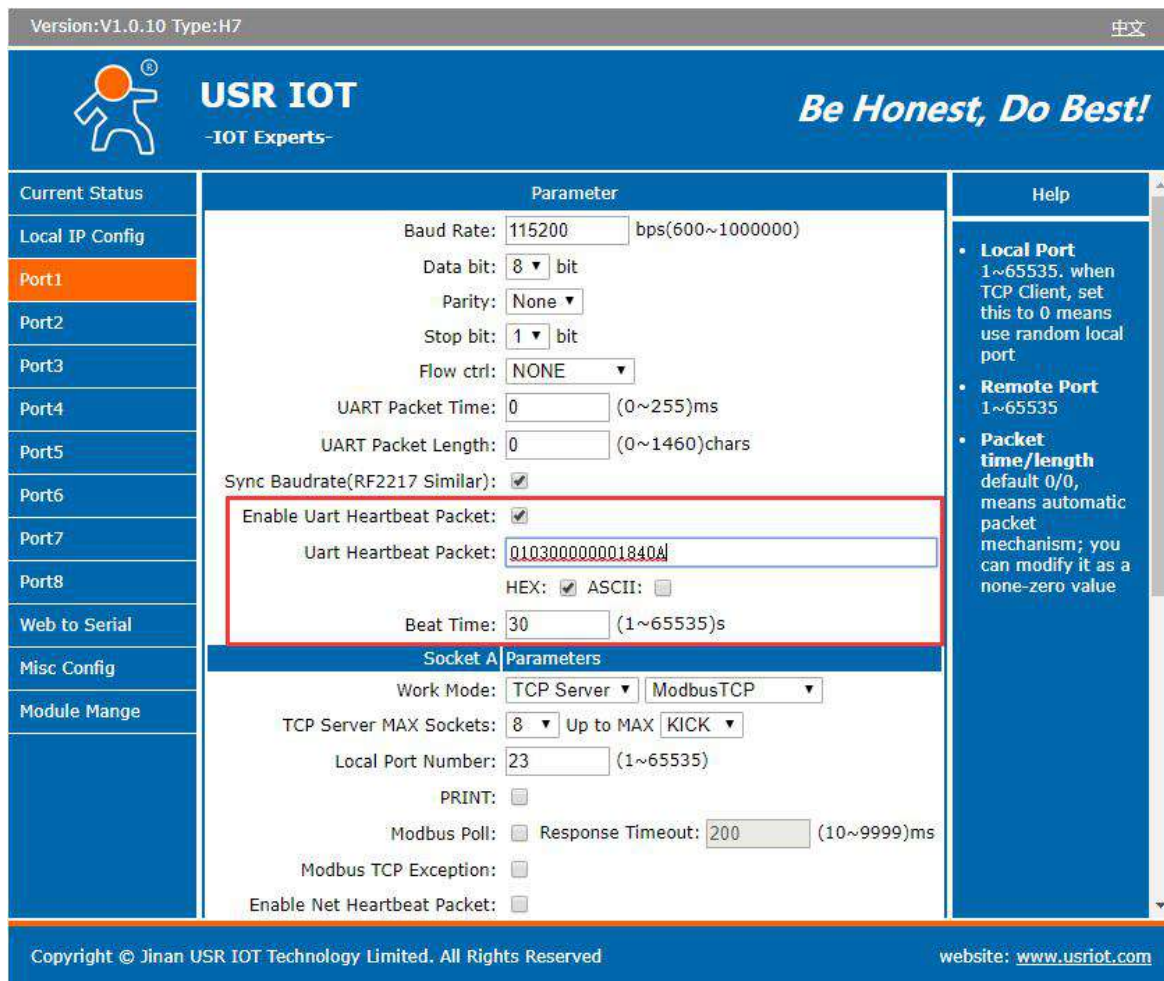 Version:V1.0.10 Type:H7
中文
®
USR IOT
-IOT Experts-
Be Honest, Do Best!
Current Status
Local IP Config
Port1
Port2
Port3
Port4
Port5
Port6
Port7
Port8
Web to Serial
Misc Config
Module Mange
Parameter
Baud Rate: 115200 bps(600~1000000)
Data bit: 8 bit
Parity: None
Stop bit: 1 bit
Flow ctrl: NONE
UART Packet Time: 0 (0~255)ms
UART Packet Length: 0 (0~1460)chars
Sync Baudrate(RF2217 Similar):
Enable Uart Heartbeat Packet:
Uart Heartbeat Packet: 010300000001840A
HEX: ASCII:
Beat Time: 30 (1~65535)s
Socket A Parameters
Work Mode: TCP Server ModbusTCP
TCP Server MAX Sockets: 8 Up to MAX KICK
Local Port Number: 23 (1~65535)
PRINT:
Modbus Poll: Response Timeout: 200 (10~9999)ms
Modbus TCP Exception:
Enable Net Heartbeat Packet:
Help
• Local Port
1~65535. when
TCP Client, set
this to 0 means
use random local
port
• Remote Port
1~65535
• Packet
time/length
default 0/0,
means automatic
packet
mechanism; you
can modify it as a
none-zero value
Copyright © Jinan USR IOT Technology Limited. All Rights Reserved
website: www.usriot.com